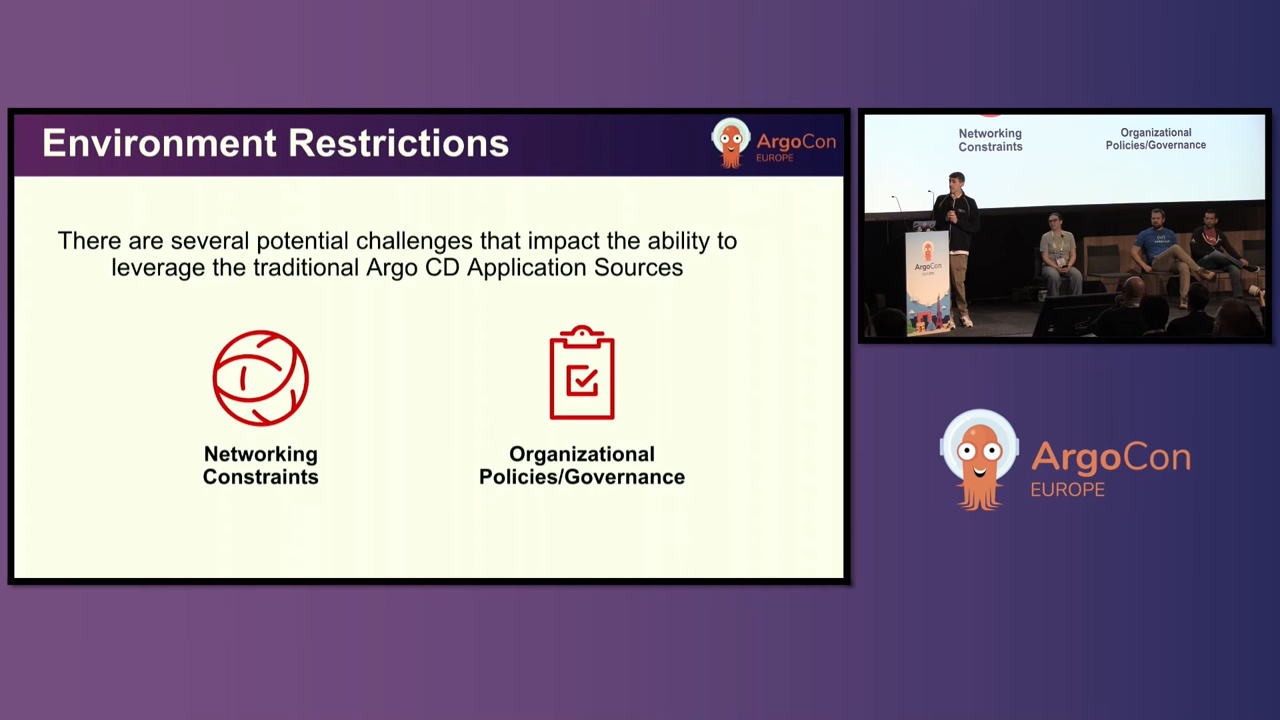 Environment Restrictions
ArgoCon
EUROPE
There are several potential challenges that impact the ability to
leverage the traditional Argo CD Application Sources
Networking
Constraints
Organizational
Policies/Governance
Networking
Constraints
Organizational
Policies/Governance
ArgoCon
ArgoCon
EUROPE